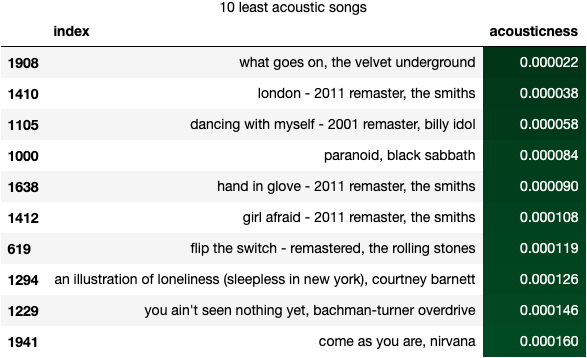 10 least acoustic songs
index acousticness
1908 what goes on, the velvet underground 0.000022
1410 london - 2011 remaster, the smiths 0.000038
1105 dancing with myself - 2001 remaster, billy idol 0.000058
1000 paranoid, black sabbath 0.000084
1638 hand in glove - 2011 remaster, the smiths 0.000090
1412 girl afraid - 2011 remaster, the smiths 0.000108
619 flip the switch - remastered, the rolling stones 0.000119
1294 an illustration of loneliness (sleepless in new york), courtney barnett 0.000126
1229 you ain't seen nothing yet, bachman-turner overdrive 0.000146
1941 come as you are, nirvana 0.000160